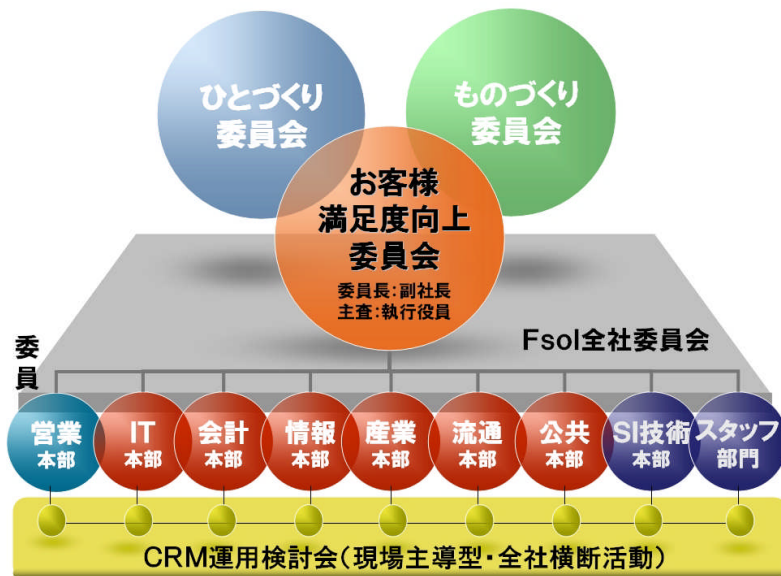 ひとづくり
委員会
ものづくり
委員会
お客様
満足度向上
委員会
委員長:副社長
主査:執行役員
Fsol全社委員会
委員
営業
本部
IT
本部
会計
本部
情報
本部
産業
本部
流通
本部
公共
本部
SI技術
本部
スタッフ
部門
CRM運用検討会(現場主導型・全社横断活動)